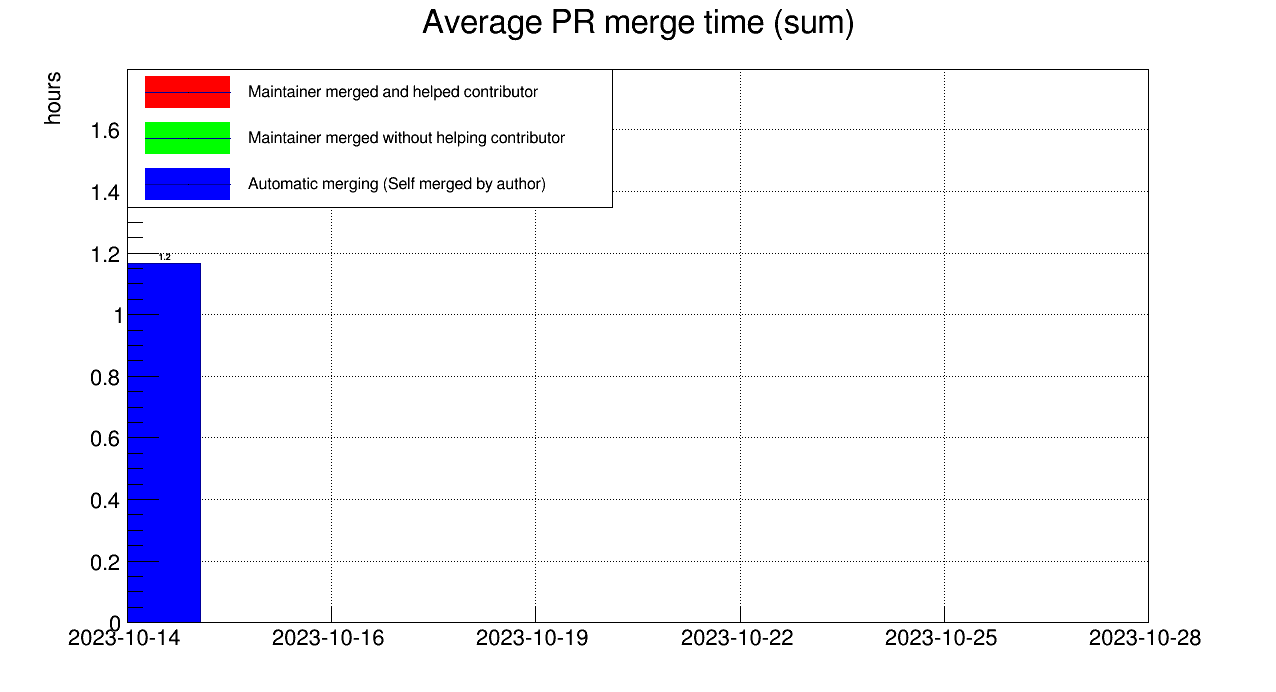 Average PR merge time (sum)
hours
Maintainer merged and helped contributor
Maintainer merged without helping contributor
Automatic merging (Self merged by author)
1.6
1.4
1.2
1.2
1
0.8
0.6
0.4
0.2
0
2023-10-14 2023-10-16 2023-10-19 2023-10-22 2023-10-25 2023-10-28